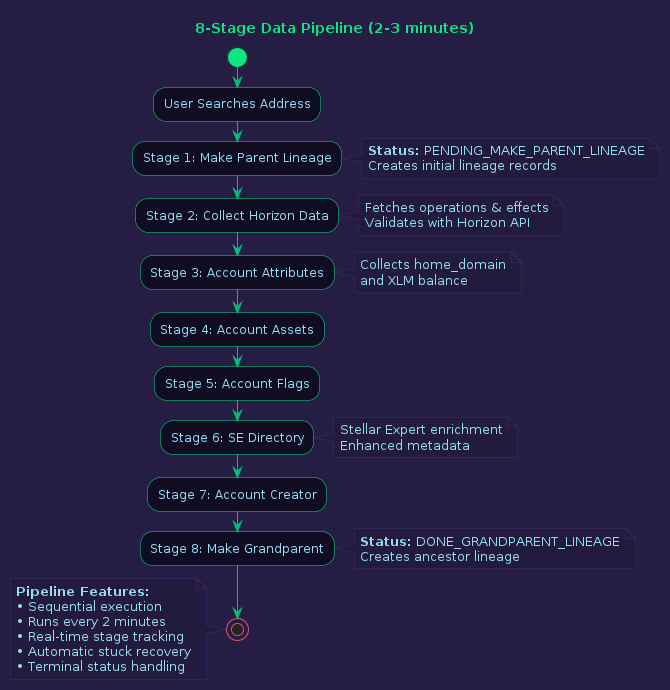 8-Stage Data Pipeline (2-3 minutes)
User Searches Address
Stage 1: Make Parent Lineage
Status: PENDING_MAKE_PARENT_LINEAGE
Creates initial lineage records
Stage 2: Collect Horizon Data
Fetches operations & effects
Validates with Horizon API
Stage 3: Account Attributes
Collects home_domain
and XLM balance
Stage 4: Account Assets
Stage 5: Account Flags
Stage 6: SE Directory
Stellar Expert enrichment
Enhanced metadata
Stage 7: Account Creator
Stage 8: Make Grandparent
Status: DONE_GRANDPARENT_LINEAGE
Creates ancestor lineage
Pipeline Features:
• Sequential execution
• Runs every 2 minutes
• Real-time stage tracking
• Automatic stuck recovery
• Terminal status handling